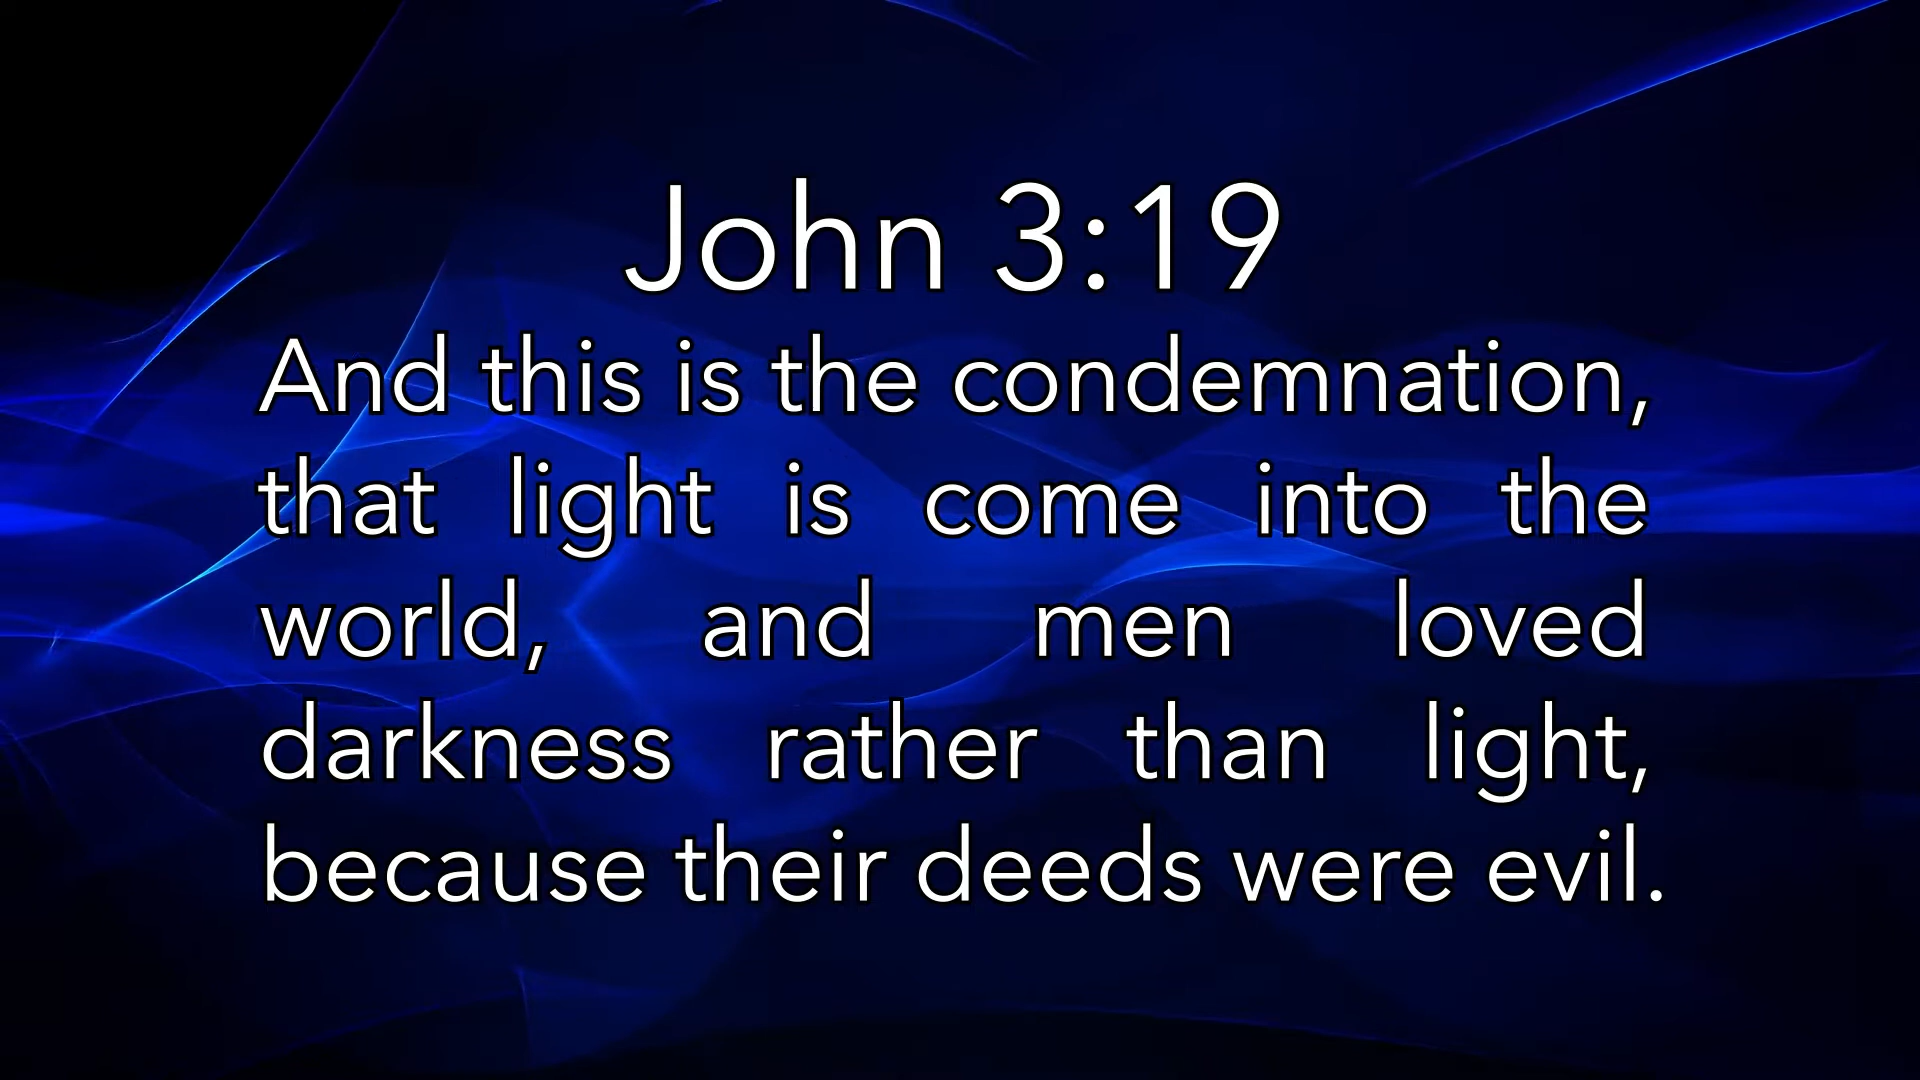 John 3:19
And this is the condemnation,
that light is come into the
world, and men loved
darkness rather than light,
because their deeds were evil.